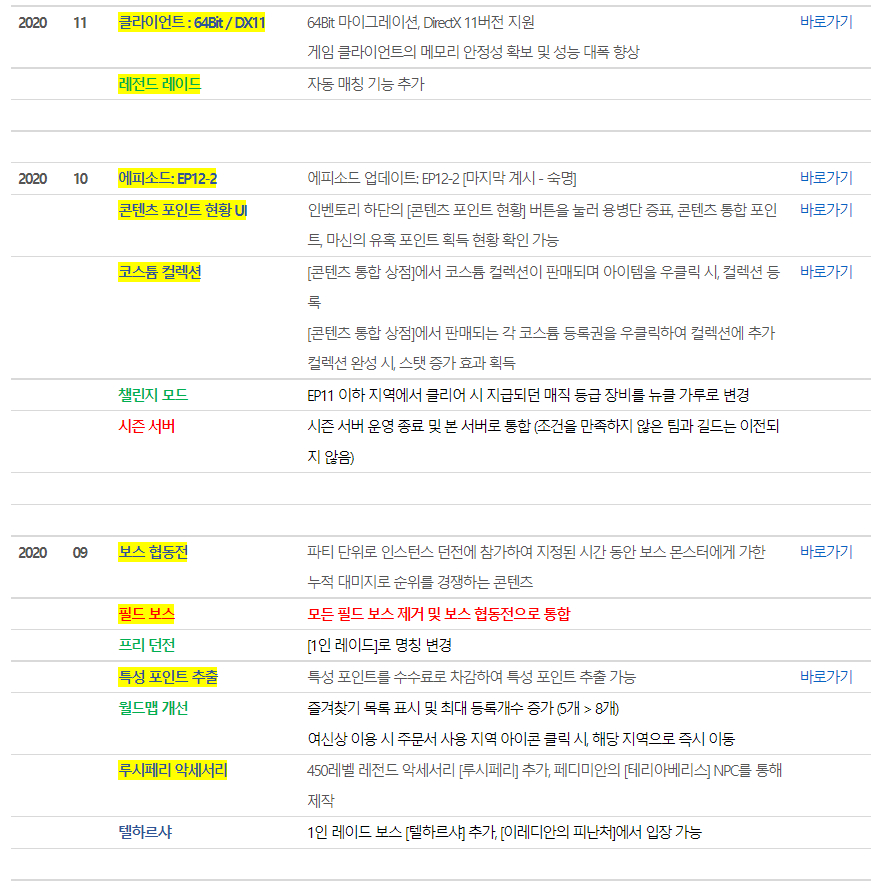 2020 11 클라이언트 : 64Bit / DX11 64Bit 마이그레이션, DirectX 11버전 지원 바로가기
게임 클라이언트의 메모리 안정성 확보 및 성능 대폭 향상
레전드 레이드 자동 매칭 기능 추가
2020 10 에피소드: EP12-2 에피소드 업데이트: EP12-2 [마지막 계시 - 숙명] 바로가기
콘텐츠 포인트 현황 UI 인벤토리 하단의 [콘텐츠 포인트 현황] 버튼을 눌러 용병단 증표, 콘텐츠 통합 포인 바로가기
트, 마신의 유혹 포인트 획득 현황 확인 가능
코스튬 컬렉션 [콘텐츠 통합 상점]에서 코스튬 컬렉션이 판매되며 아이템을 우클릭 시, 컬렉션 등 바로가기
록
[콘텐츠 통합 상점]에서 판매되는 각 코스튬 등록권을 우클릭하여 컬렉션에 추가
컬렉션 완성 시, 스탯 증가 효과 획득
챌린지 모드 EP11 이하 지역에서 클리어 시 지급되던 매직 등급 장비를 뉴클 가루로 변경
시즌 서버 시즌 서버 운영 종료 및 본 서버로 통합 (조건을 만족하지 않은 팀과 길드는 이전되
지 않음)
2020 09 보스 협동전 파티 단위로 인스턴스 던전에 참가하여 지정된 시간 동안 보스 몬스터에게 가한 바로가기
누적 대미지로 순위를 경쟁하는 콘텐츠
필드 보스 모든 필드 보스 제거 및 보스 협동전으로 통합
프리 던전 [1인 레이드]로 명칭 변경
특성 포인트 추출 특성 포인트를 수수료로 차감하여 특성 포인트 추출 가능 바로가기
월드맵 개선 즐겨찾기 목록 표시 및 최대 등록개수 증가 (5개 > 8개)
여신상 이용 시 주문서 사용 지역 아이콘 클릭 시, 해당 지역으로 즉시 이동
루시페리 악세서리 450레벨 레전드 악세서리 [루시페리] 추가, 페디미안의 [테리아베리스] NPC를 통해
제작
텔하르샤 1인 레이드 보스 [텔하르샤] 추가, [이레디안의 피난처]에서 입장 가능